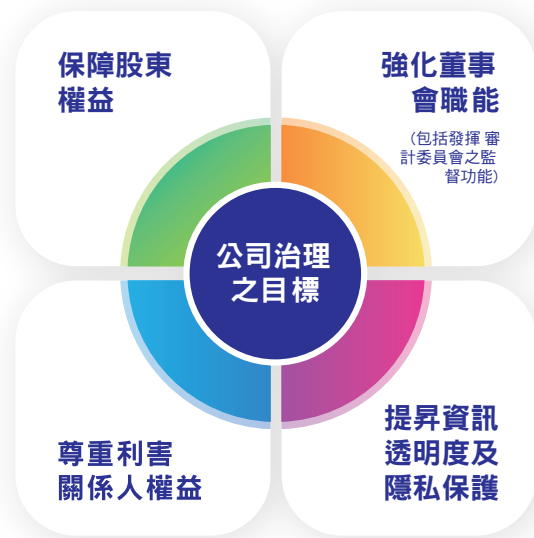 保障股東
權益
強化董事
會職能
（包括發揮 審
計委員會之監
督功能）
公司治理
之目標
尊重利害
關係人權益
提昇資訊
透明度及
隱私保護